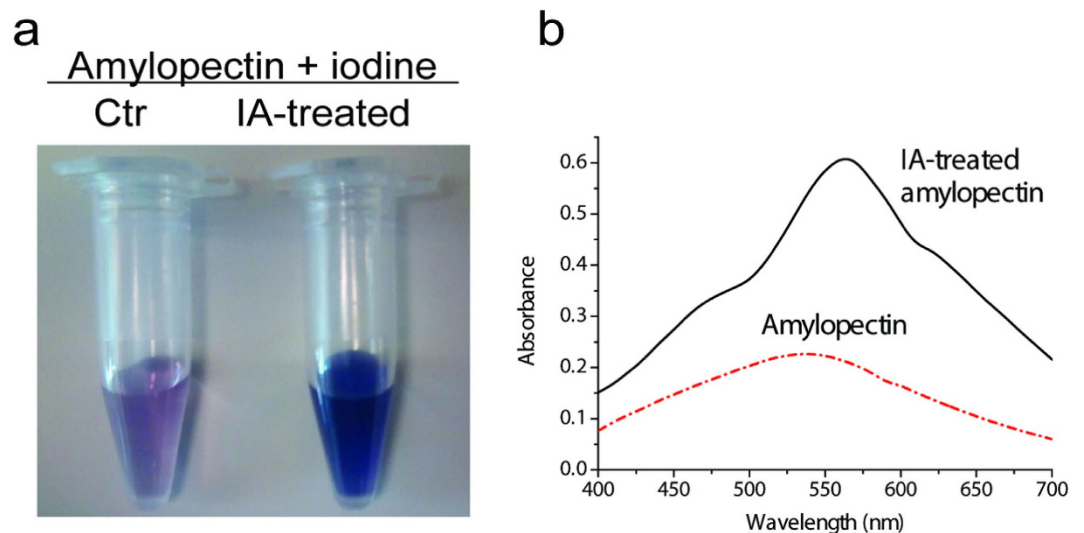 a
Amylopectin + iodine
Ctr IA-treated
b
Absorbance
0.6
0.5
0.4
0.3
0.2
0.1
0.0
IA-treated
amylopectin
Amylopectin
400 450 500 550 600 650 700
Wavelength (nm)